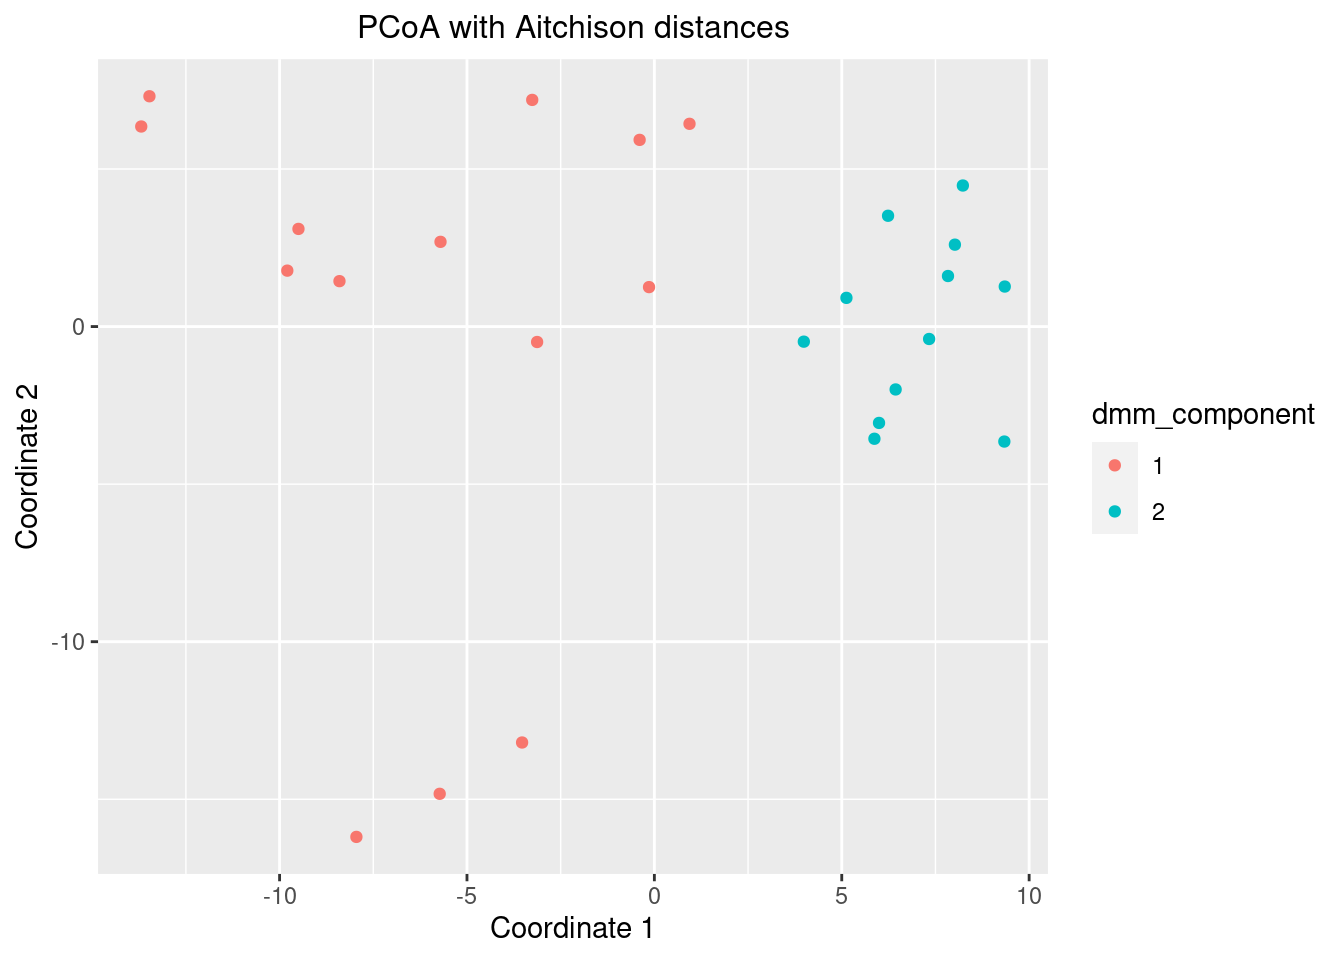 PCoA with Aitchison distances
0
-10
Coordinate 2
-10
-5
0
5
10
Coordinate 1
dmm_component
1
2